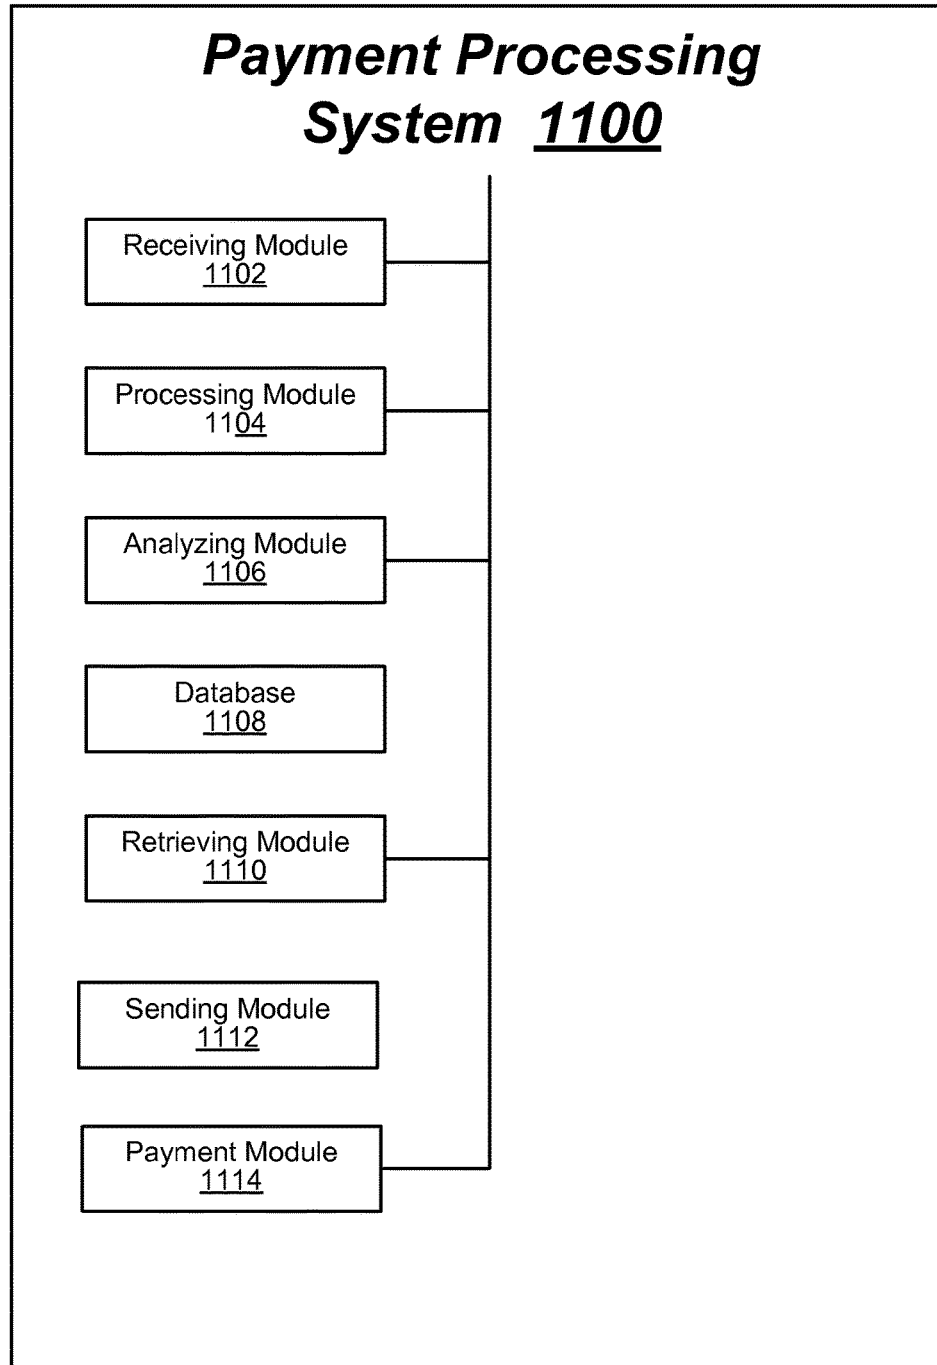 Payment Processing
System 1100
Receiving Module
1102
Processing Module
1104
Analyzing Module
1106
Database
1108
Retrieving Module
1110
Sending Module
1112
Payment Module
1114